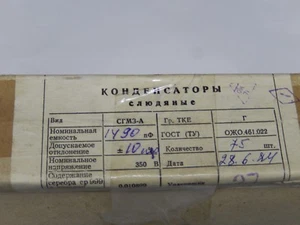 КОНДЕНСАТОРЫ
слюдяные
Вид СГМЗ-А Гр. ТКЕ Г
Номинальная емкость 1490 пФ ГОСТ (ТУ) ОЖО.461.022
Допускаемое отклонение ±10 Количество 75 шт.
Номинальное напряжение 350 В Дата 28.6.84
Содержание
серебра